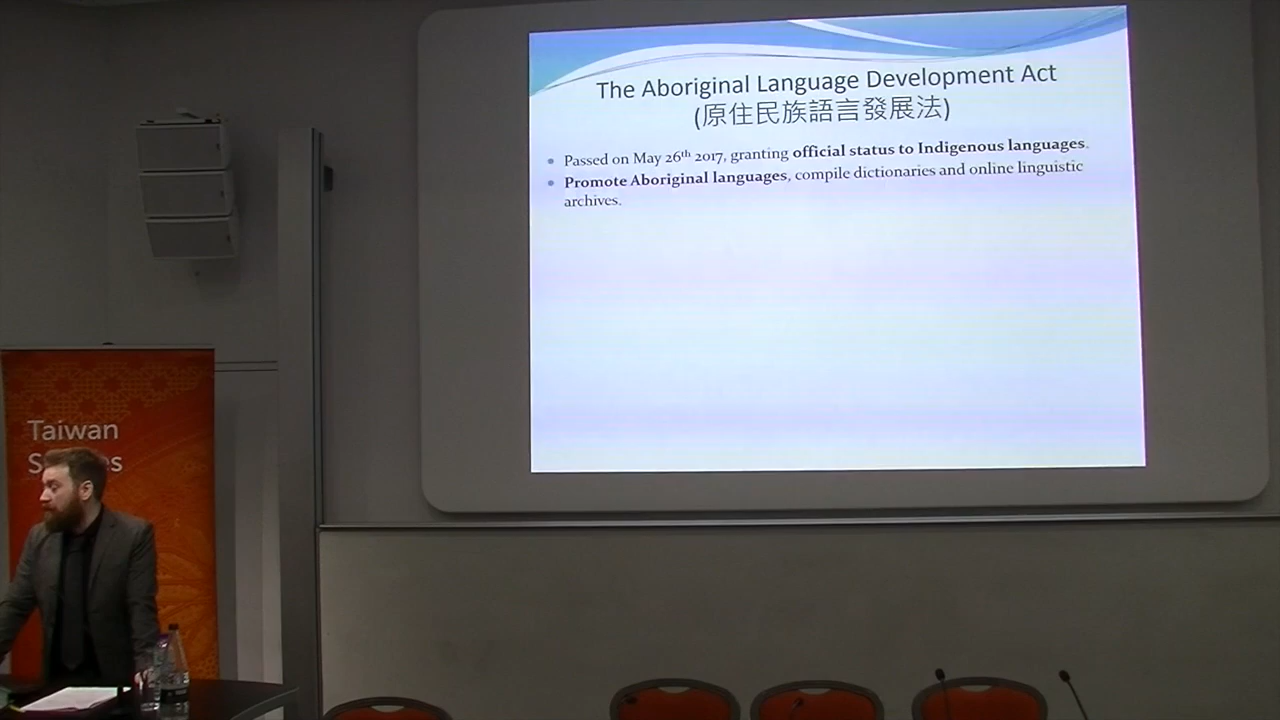 The Aboriginal Language Development Act
(原住民族語言發展法)
• Passed on May 26th 2017, granting official status to Indigenous languages.
• Promote Aboriginal languages, compile dictionaries and online linguistic
archives.
Taiwan